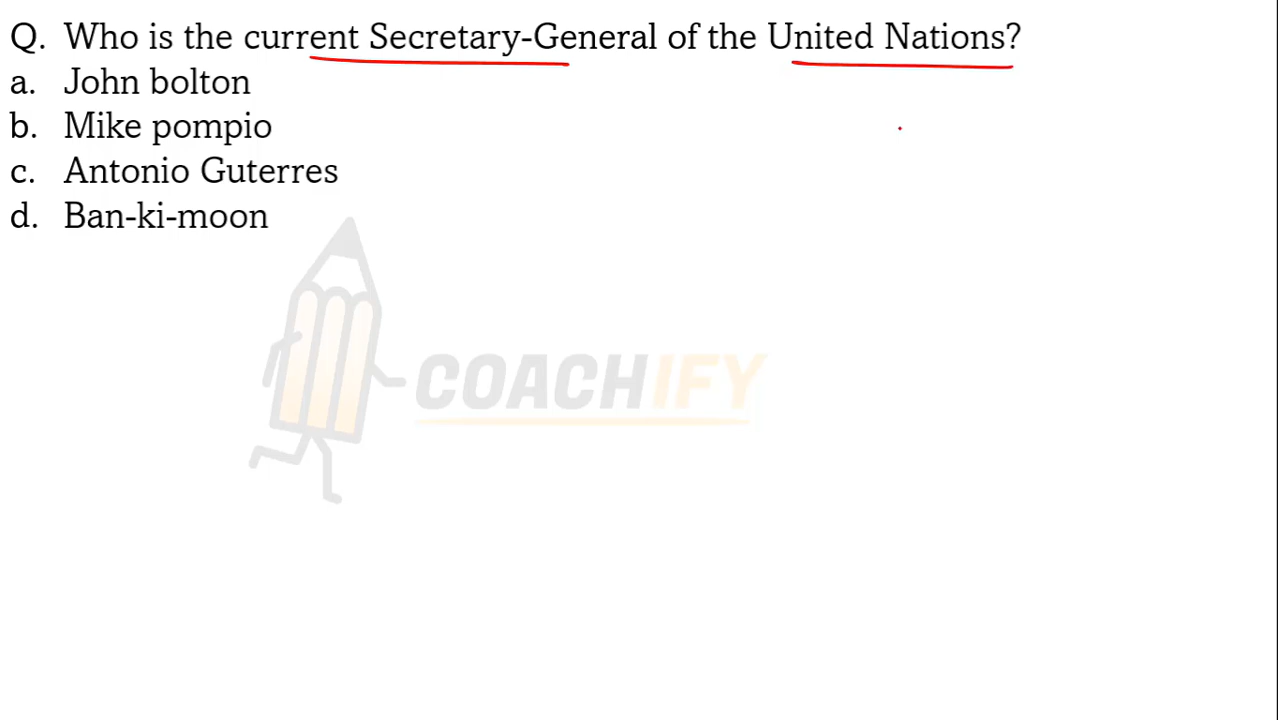 Q. Who is the current Secretary-General of the United Nations?
a. John bolton
b. Mike pompio
c. Antonio Guterres
d. Ban-ki-moon
COACHIFY